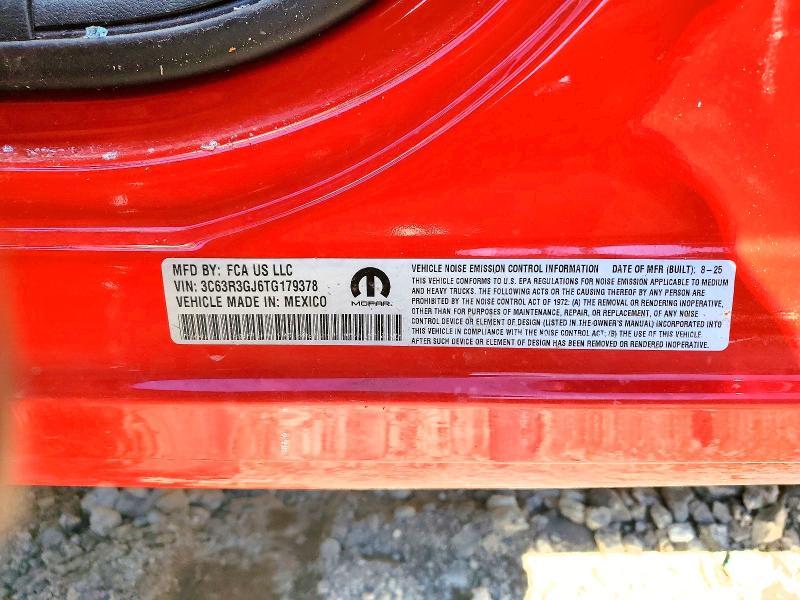 MFD BY: FCA US LLC
VIN: 3C63R3GJ6TG179378
VEHICLE MADE IN: MEXICO
MOPAR
VEHICLE NOISE EMISSION CONTROL INFORMATION DATE OF MFR (BUILT): 8-25
THIS VEHICLE CONFORMS TO U.S. EPA REGULATIONS FOR NOISE EMISSION APPLICABLE TO MEDIUM
AND HEAVY TRUCKS. THE FOLLOWING ACTS OR THE CAUSING THEREOF BY ANY PERSON ARE
PROHIBITED BY THE NOISE CONTROL ACT OF 1972: (A) THE REMOVAL OR RENDERING INOPERATIVE,
OTHER THAN FOR PURPOSES OF MAINTENANCE, REPAIR, OR REPLACEMENT, OF ANY NOISE
CONTROL DEVICE OR ELEMENT OF DESIGN (LISTED IN THE OWNER'S MANUAL) INCORPORATED INTO
THIS VEHICLE IN COMPLIANCE WITH THE NOISE CONTROL ACT; (B) THE USE OF THIS VEHICLE
AFTER SUCH DEVICE OR ELEMENT OF DESIGN HAS BEEN REMOVED OR RENDERED INOPERATIVE.